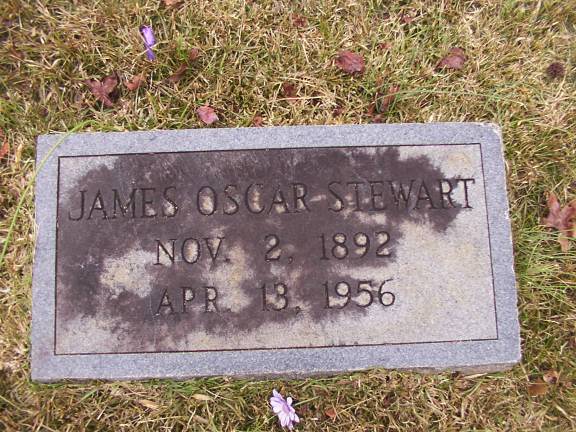 JAMES OSCAR STEWART
NOV. 2, 1892
APR. 13, 1956